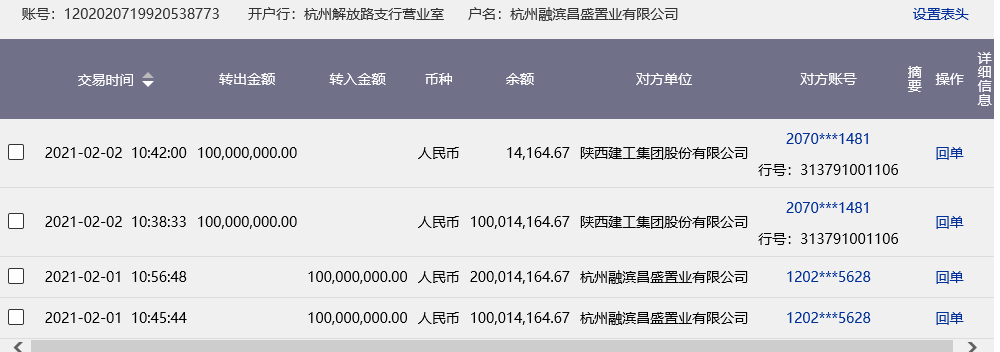 账号：1202020719920538773 开户行：杭州解放路支行营业室 户名：杭州融滨昌盛置业有限公司 设置表头
交易时间 转出金额 转入金额 币种 余额 对方单位 对方账号 摘要 操作 详细信息
2070***1481
2021-02-02 10:42:00 100,000,000.00 人民币 14,164.67 陕西建工集团股份有限公司 回单
行号：313791001106
2070***1481
2021-02-02 10:38:33 100,000,000.00 人民币 100,014,164.67 陕西建工集团股份有限公司 回单
行号：313791001106
2021-02-01 10:56:48 100,000,000.00 人民币 200,014,164.67 杭州融滨昌盛置业有限公司 1202***5628 回单
2021-02-01 10:45:44 100,000,000.00 人民币 100,014,164.67 杭州融滨昌盛置业有限公司 1202***5628 回单